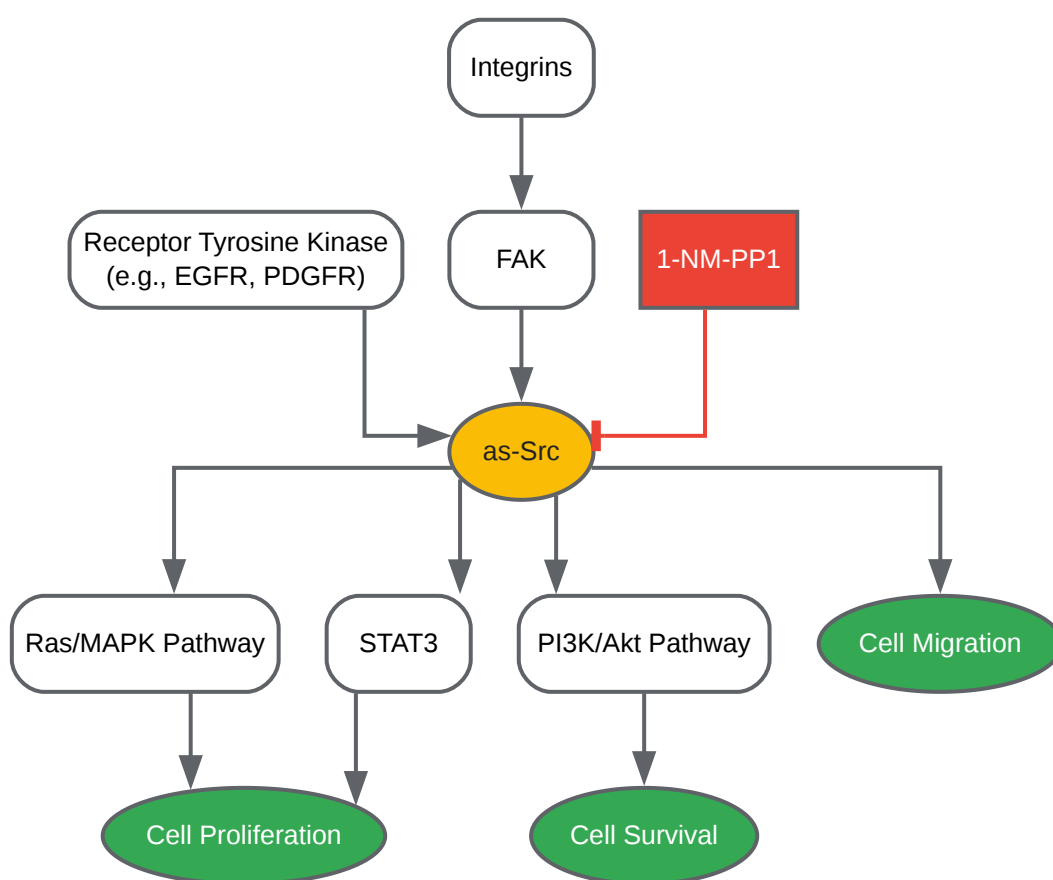 Integrins
Receptor Tyrosine Kinase
(e.g., EGFR, PDGFR)
FAK
1-NM-PP1
as-Src
Ras/MAPK Pathway
STAT3
PI3K/Akt Pathway
Cell Migration
Cell Proliferation
Cell Survival